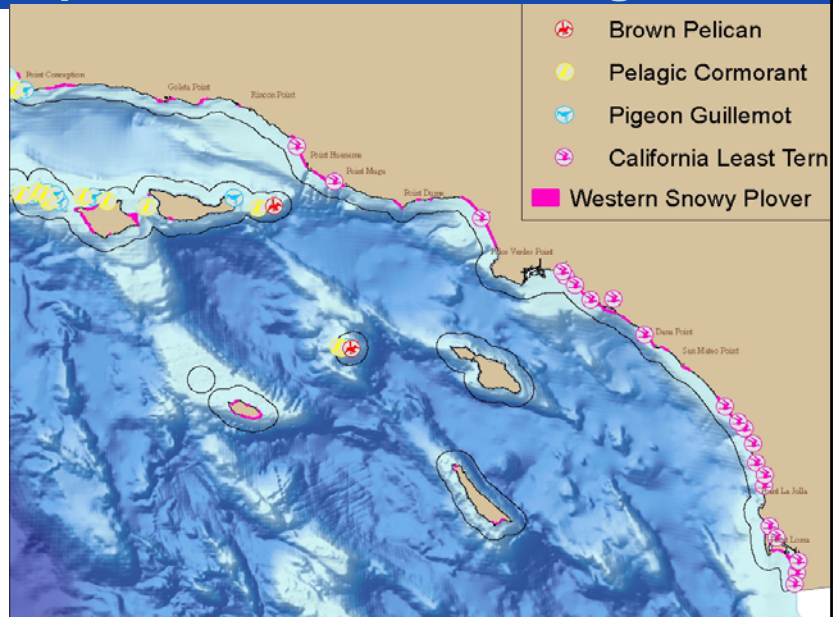 Brown Pelican
Pelagic Cormorant
Pigeon Guillemot
California Least Tern
Western Snowy Plover
Point Conception
Goleta Point
Rincon Point
Point Hueneme
Point Mugu
Point Dume
Palos Verdes Point
Dana Point
San Mateo Point
Point La Jolla
Point Loma